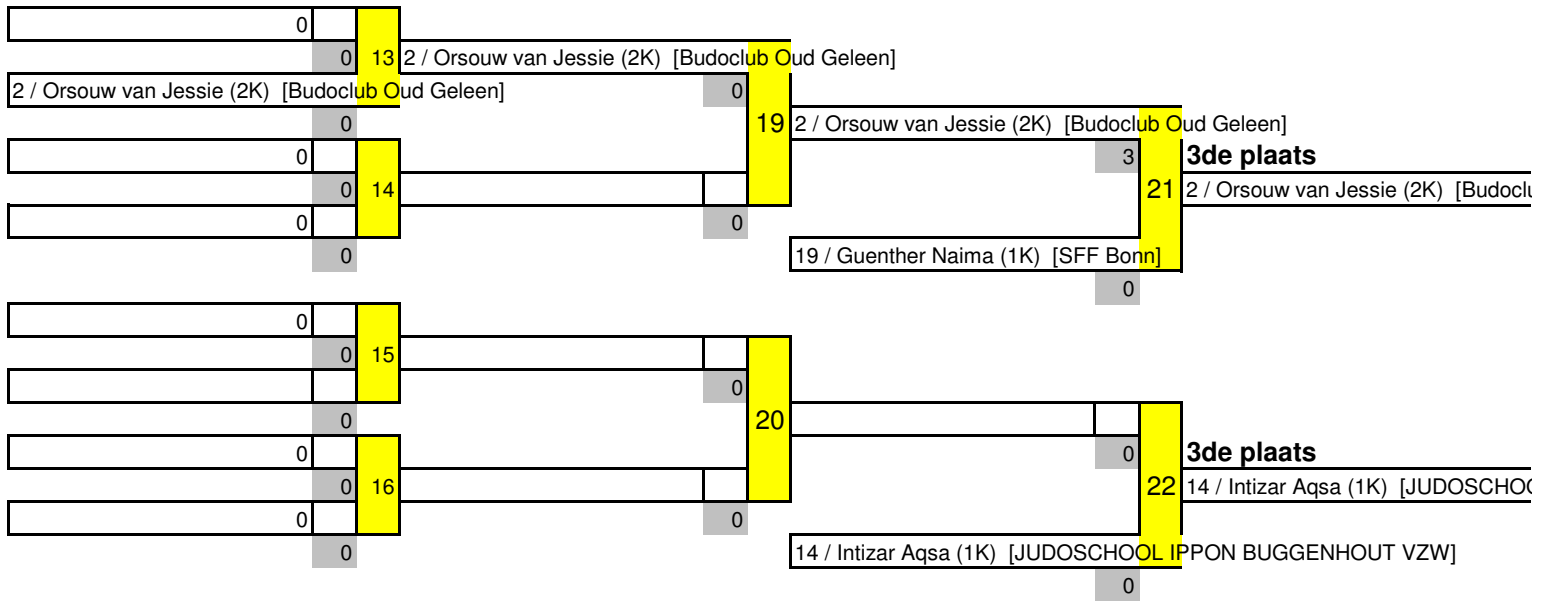 0
0 13 2 / Orsouw van Jessie (2K) [Budoclub Oud Geleen]
2 / Orsouw van Jessie (2K) [Budoclub Oud Geleen] 0
0 19 2 / Orsouw van Jessie (2K) [Budoclub Oud Geleen]
0 3 3de plaats
0 14 21 2 / Orsouw van Jessie (2K) [Budoclu
0 0
0 19 / Guenther Naima (1K) [SFF Bonn]
0
0
0 15
0
0 20
0 0 3de plaats
0 16 22 14 / Intizar Aqsa (1K) [JUDOSCHOO
0 0
0 14 / Intizar Aqsa (1K) [JUDOSCHOOL IPPON BUGGENHOUT VZW]
0